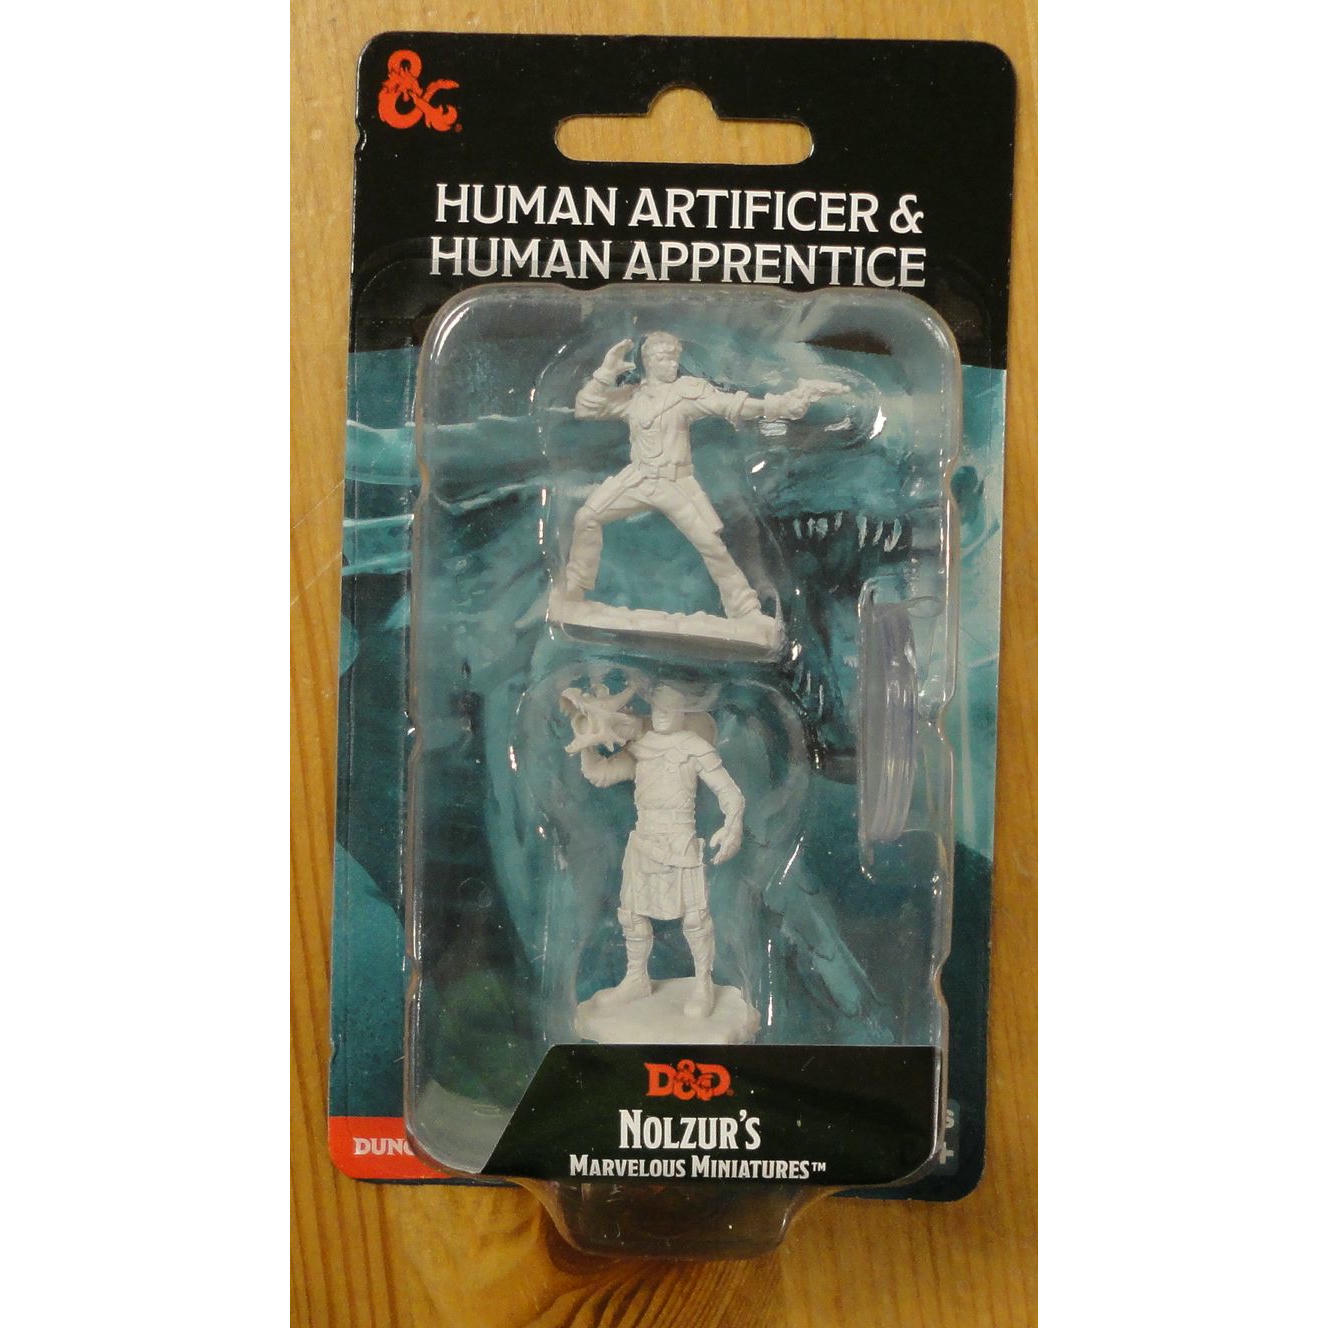 HUMAN ARTIFICER &
HUMAN APPRENTICE
D&D
NOLZUR'S
MARVELOUS MINIATURES™